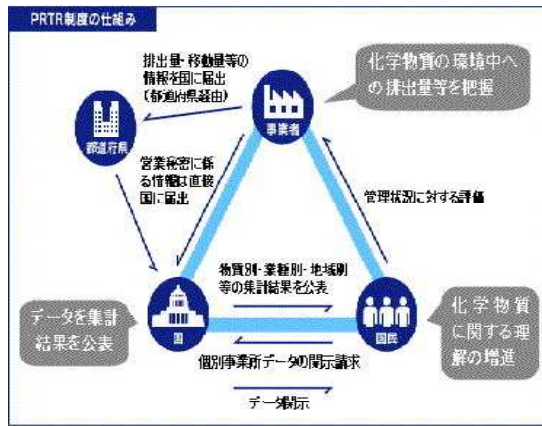 PRTR制度の仕組み
排出量・移動量等の
情報を国に届出
(都道府県経由)
化学物質の環境中へ
の排出量等を把握
事業者
都道府県
営業秘密に係
る情報は直接
国に届出
管理状況に対する評価
物質別・業種別・地域別
等の集計結果を公表
データを集計
結果を公表
国
国民
化学物質
に関する理
解の増進
個別事業所データの開示請求
データ開示